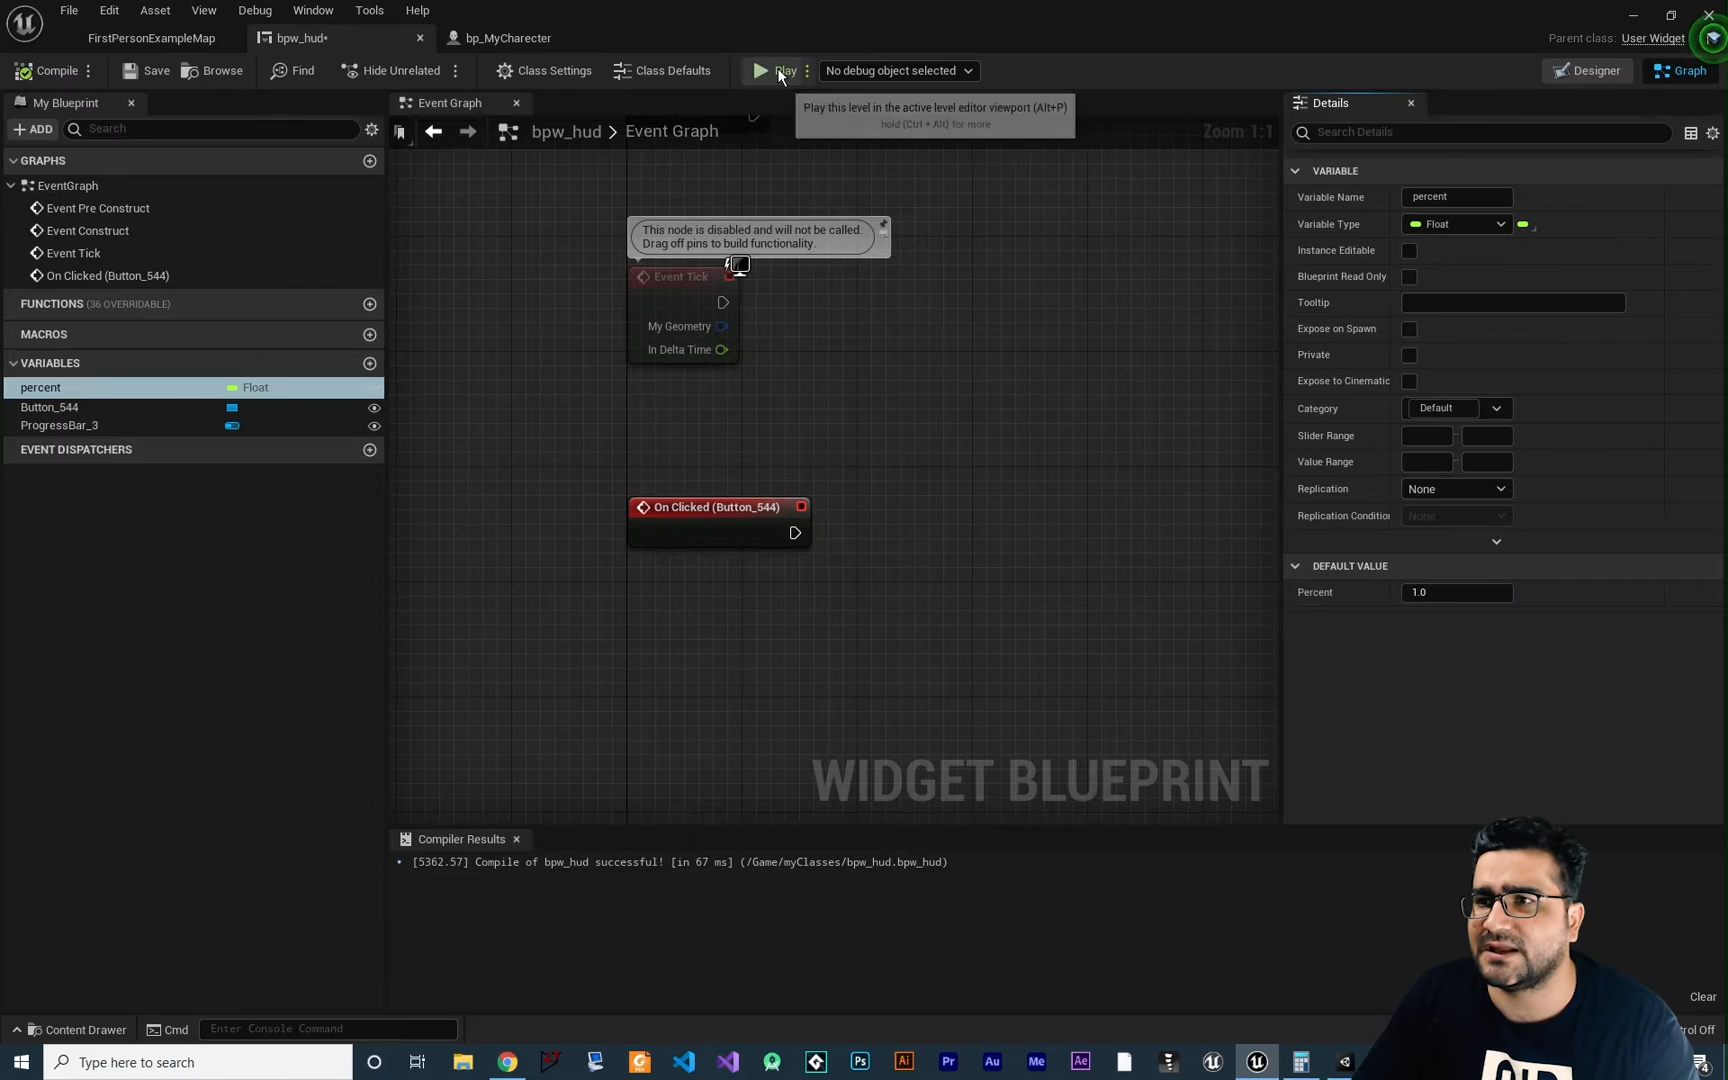 File Edit Asset View Debug Window Tools Help
FirstPersonExampleMap
bpw_hud*
bp_MyCharecter
Parent class: User Widget
Compile
Save
Browse
Find
Hide Unrelated
Class Settings
Class Defaults
Play
No debug object selected
Designer
Graph
My Blueprint
Event Graph
Details
Play this level in the active level editor viewport (Alt+P)
hold (Ctrl + Alt) for more
ADD
Search
bpw_hud > Event Graph
Zoom 1:1
Search Details
GRAPHS
EventGraph
Event Pre Construct
Event Construct
Event Tick
On Clicked (Button_544)
FUNCTIONS (36 OVERRIDABLE)
MACROS
VARIABLES
percent Float
Button_544
ProgressBar_3
EVENT DISPATCHERS
This node is disabled and will not be called.
Drag off pins to build functionality.
Event Tick
My Geometry
In Delta Time
On Clicked (Button_544)
WIDGET BLUEPRINT
VARIABLE
Variable Name percent
Variable Type Float
Instance Editable
Blueprint Read Only
Tooltip
Expose on Spawn
Private
Expose to Cinematic
Category Default
Slider Range
Value Range
Replication None
Replication Conditio None
DEFAULT VALUE
Percent 1.0
Compiler Results
[5362.57] Compile of bpw_hud successful! [in 67 ms] (/Game/myClasses/bpw_hud.bpw_hud)
Clear
Content Drawer
Cmd
Enter Console Command
rol Off
Type here to search
Ps
Ai
Pr
Au
Me
Ae
4